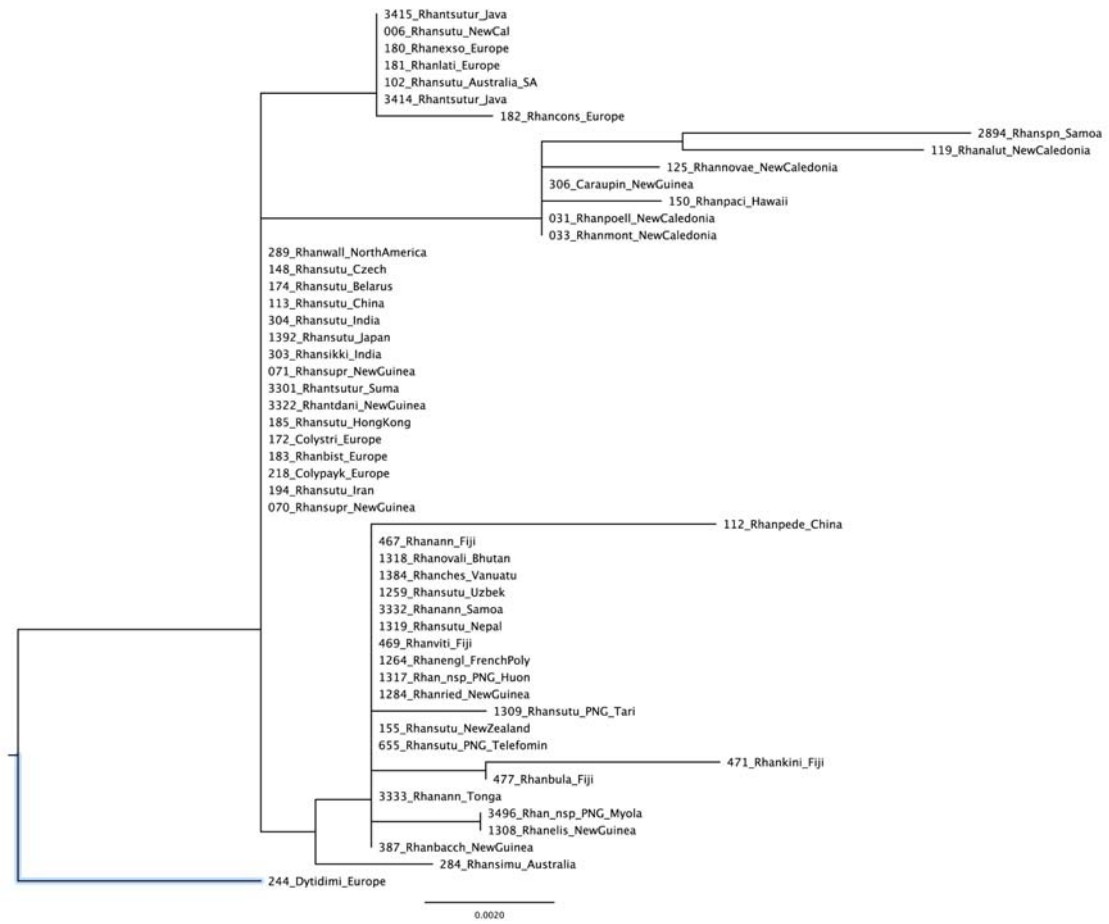 3415_Rhantsutur_Java
006_Rhansutu_NewCal
180_Rhanexso_Europe
181_Rhanlati_Europe
102_Rhansutu_Australia_SA
3414_Rhantsutur_Java
182_Rhancons_Europe
2894_Rhanspn_Samoa
119_Rhanalut_NewCaledonia
125_Rhannovae_NewCaledonia
306_Caraupin_NewGuinea
150_Rhanpaci_Hawaii
031_Rhanpoell_NewCaledonia
033_Rhanmont_NewCaledonia
289_Rhanwall_NorthAmerica
148_Rhansutu_Czech
174_Rhansutu_Belarus
113_Rhansutu_China
304_Rhansutu_India
1392_Rhansutu_Japan
303_Rhansikki_India
071_Rhansupr_NewGuinea
3301_Rhantsutur_Suma
3322_Rhantdani_NewGuinea
185_Rhansutu_HongKong
172_Colystri_Europe
183_Rhanbist_Europe
218_Colypayk_Europe
194_Rhansutu_Iran
070_Rhansupr_NewGuinea
112_Rhanpede_China
467_Rhanann_Fiji
1318_Rhanovali_Bhutan
1384_Rhanches_Vanuatu
1259_Rhansutu_Uzbek
3332_Rhanann_Samoa
1319_Rhansutu_Nepal
469_Rhanviti_Fiji
1264_Rhanengl_FrenchPoly
1317_Rhan_nsp_PNG_Huon
1284_Rhanried_NewGuinea
1309_Rhansutu_PNG_Tari
155_Rhansutu_NewZealand
655_Rhansutu_PNG_Telefomin
471_Rhankini_Fiji
477_Rhanbula_Fiji
3333_Rhanann_Tonga
3496_Rhan_nsp_PNG_Myola
1308_Rhanelis_NewGuinea
387_Rhanbacch_NewGuinea
284_Rhansimu_Australia
244_Dytidimi_Europe
0.0020